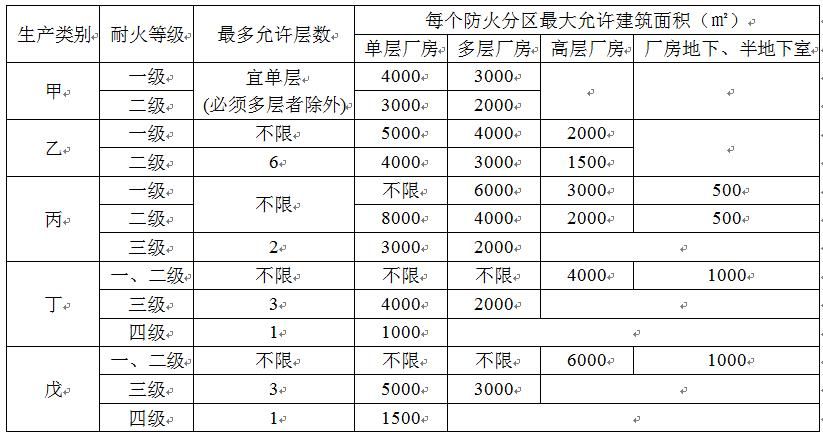 生产类别 耐火等级 最多允许层数 每个防火分区最大允许建筑面积（㎡）
单层厂房 多层厂房 高层厂房 厂房地下、半地下室
甲 一级 宜单层 4000 3000
二级 (必须多层者除外) 3000 2000
乙 一级 不限 5000 4000 2000
二级 6 4000 3000 1500
丙 一级 不限 不限 6000 3000 500
二级 8000 4000 2000 500
三级 2 3000 2000
丁 一、二级 不限 不限 不限 4000 1000
三级 3 4000 2000
四级 1 1000
戊 一、二级 不限 不限 不限 6000 1000
三级 3 5000 3000
四级 1 1500